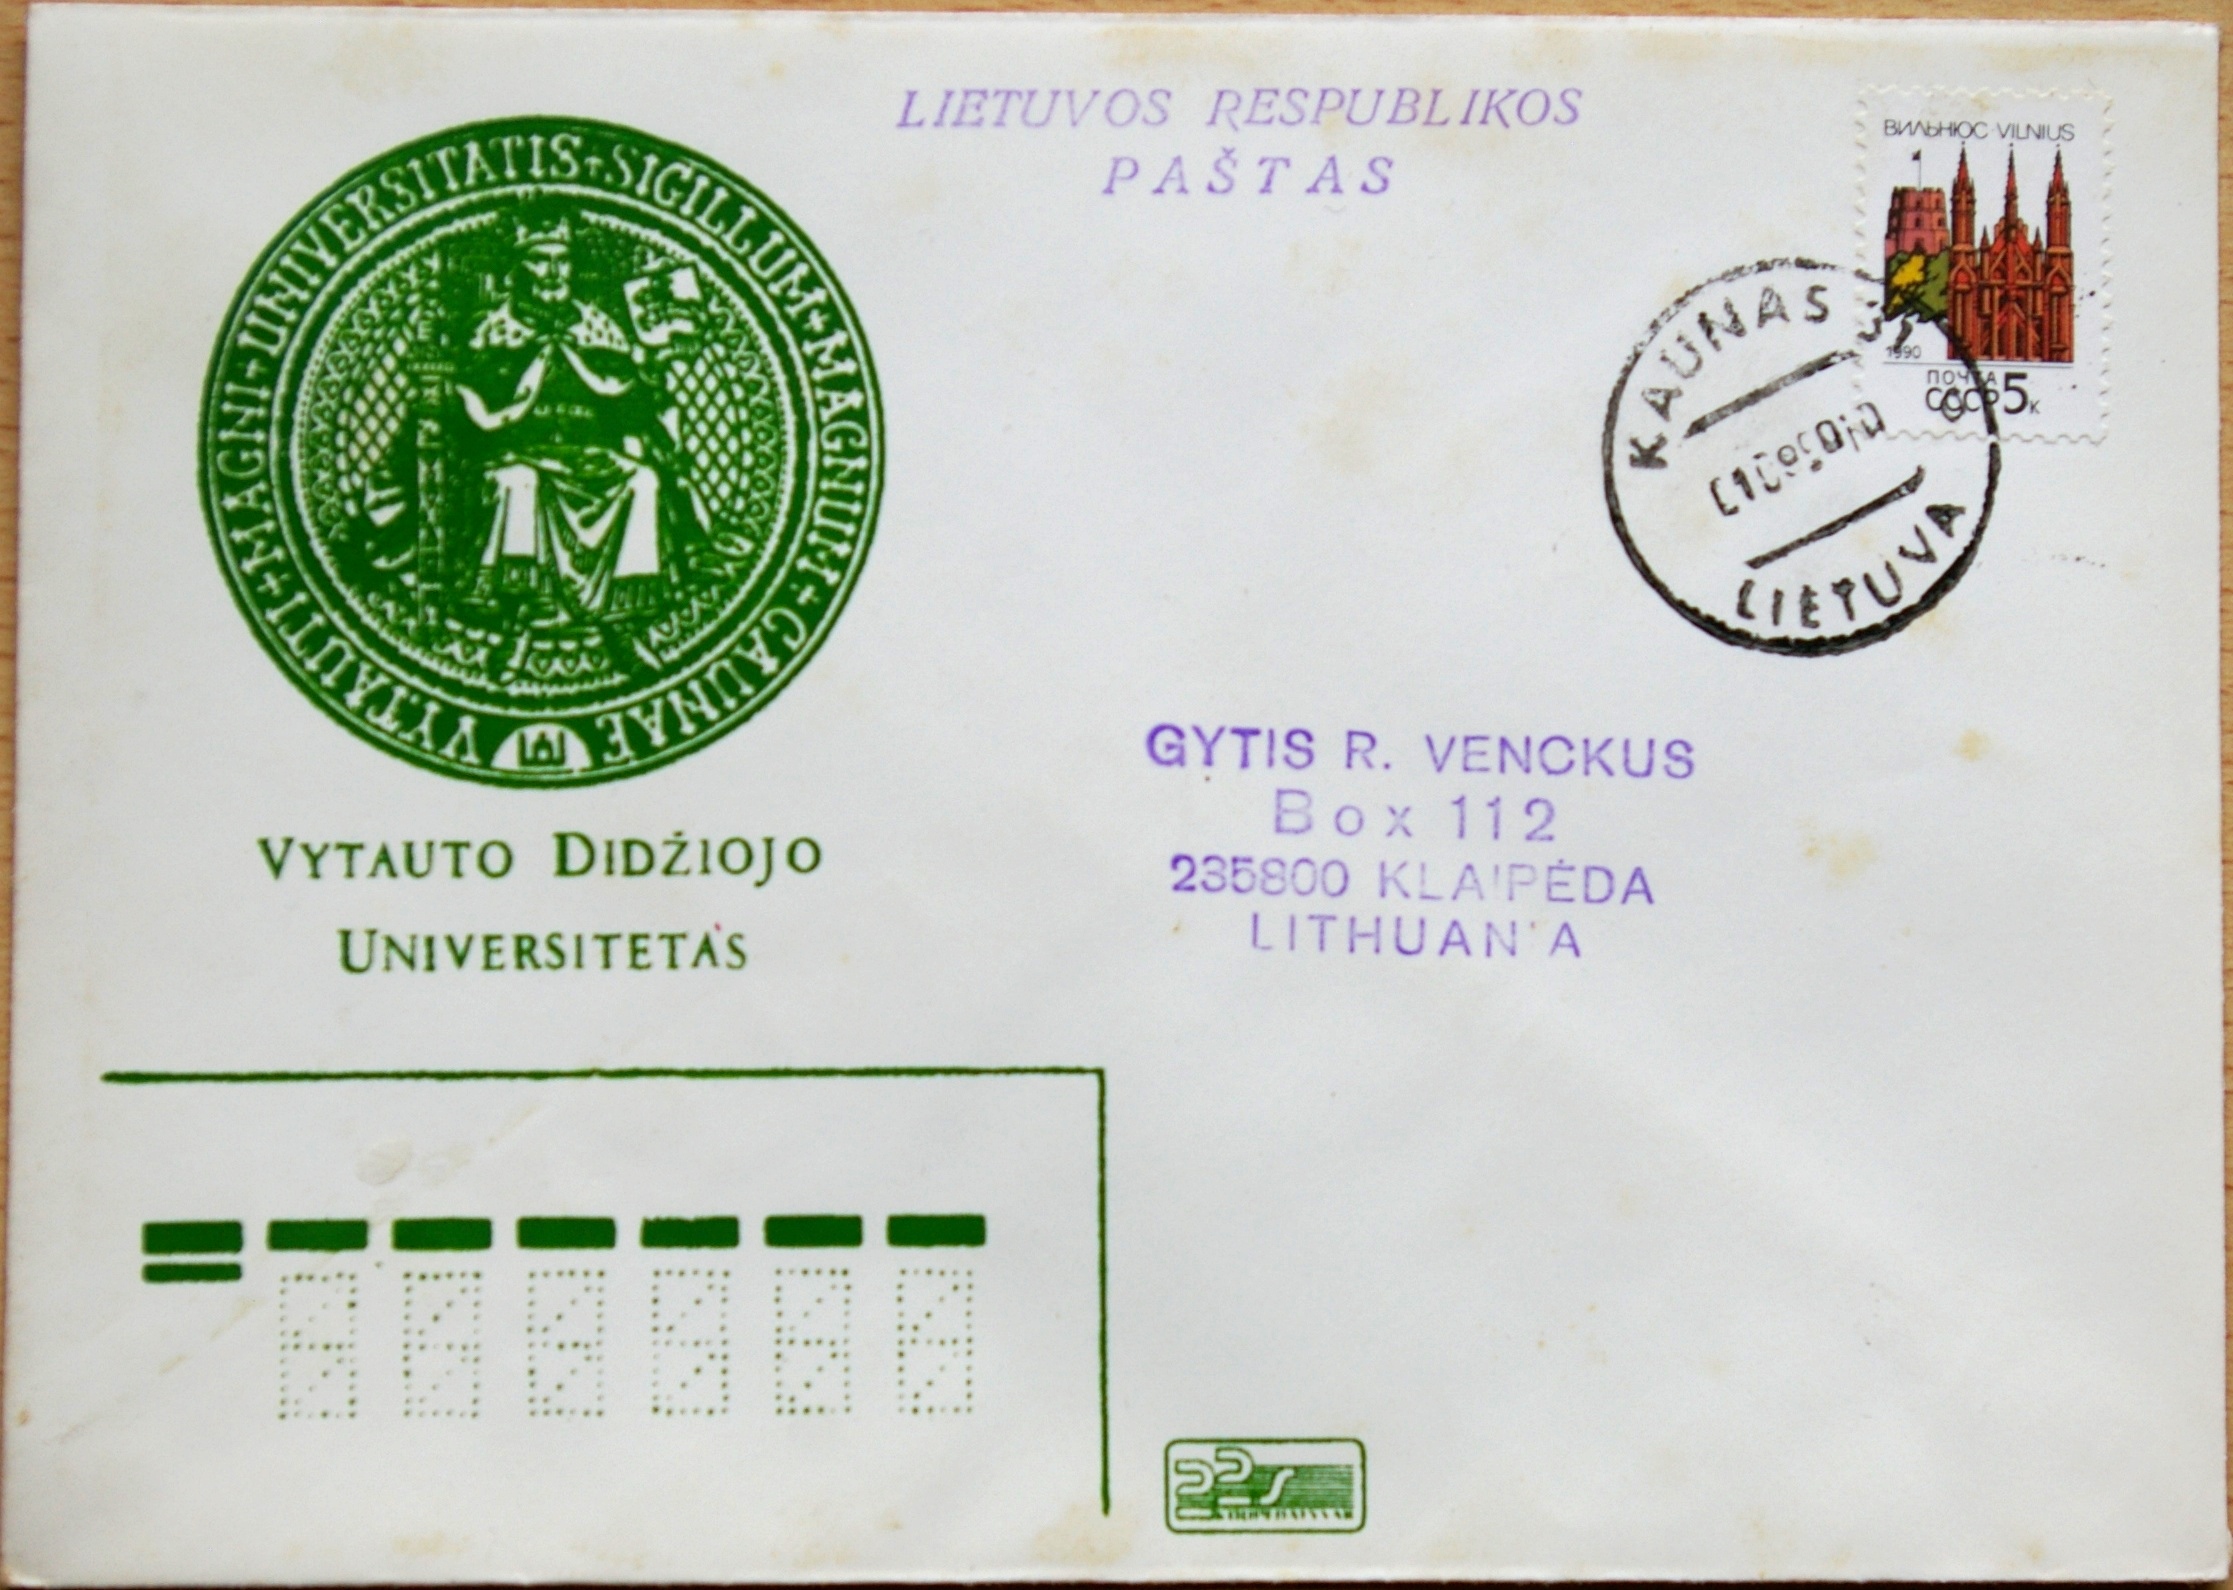 LIETUVOS RESPUBLIKOS
PAŠTAS
ВИЛЬНЮС VILNIUS
1990
ПОЧТА
СССР 5 к
KAUNAS
LIETUVA
VYTAUTI + MAGNI + UNIVERSITATIS + SIGILLUM + MAGNUM + CAUNAE
VYTAUTO DIDŽIOJO
UNIVERSITETAS
GYTIS R. VENCKUS
Box 112
235800 KLAIPĖDA
LITHUANIA